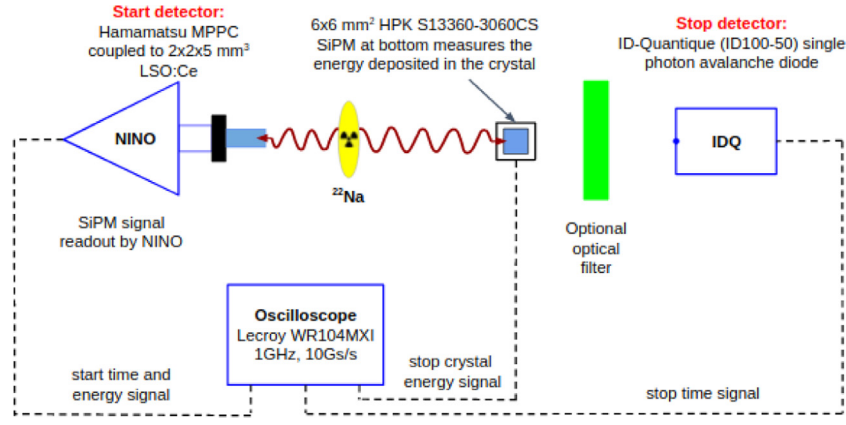 Start detector:
Hamamatsu MPPC
coupled to 2x2x5 mm³
LSO:Ce
6x6 mm² HPK S13360-3060CS
SiPM at bottom measures the
energy deposited in the crystal
Stop detector:
ID-Quantique (ID100-50) single
photon avalanche diode
NINO
IDQ
²²Na
SiPM signal
readout by NINO
Optional
optical
filter
Oscilloscope
Lecroy WR104MXI
1GHz, 10Gs/s
start time and
energy signal
stop crystal
energy signal
stop time signal